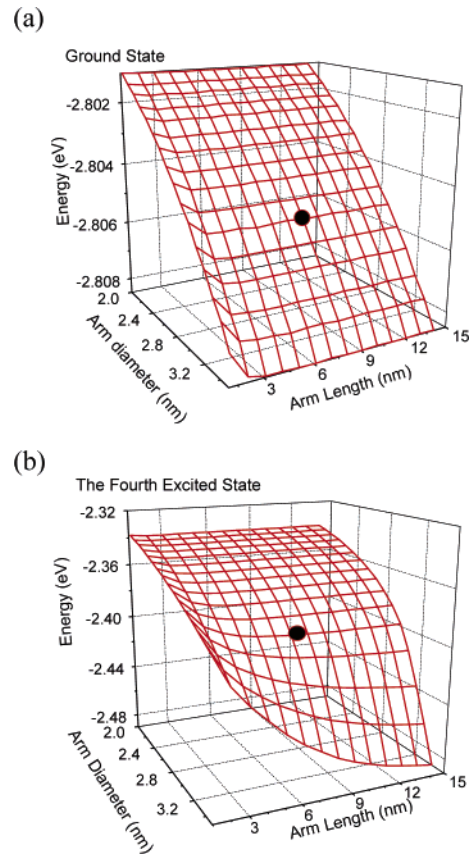 (a)
Ground State
-2.802
-2.804
-2.806
-2.808
Energy (eV)
2.0
2.4
2.8
3.2
Arm diameter (nm)
3
6
9
12
15
Arm Length (nm)
(b)
The Fourth Excited State
-2.32
-2.36
-2.40
-2.44
-2.48
Energy (eV)
2.0
2.4
2.8
3.2
Arm Diameter (nm)
3
6
9
12
15
Arm Length (nm)